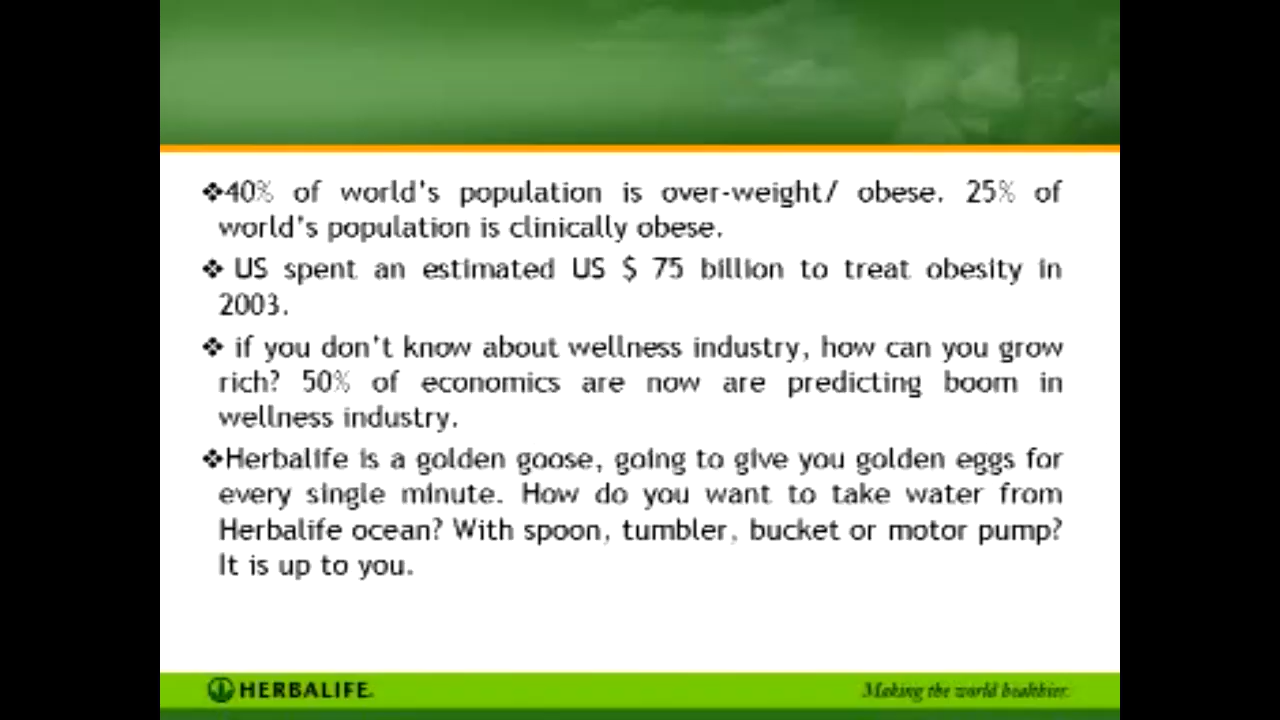 ❖40% of world's population is over-weight/ obese. 25% of
world's population is clinically obese.
❖ US spent an estimated US $ 75 billion to treat obesity in
2003.
❖ if you don't know about wellness industry, how can you grow
rich? 50% of economics are now are predicting boom in
wellness industry.
❖Herbalife is a golden goose, going to give you golden eggs for
every single minute. How do you want to take water from
Herbalife ocean? With spoon, tumbler, bucket or motor pump?
It is up to you.
HERBALIFE.
Making the world healthier.